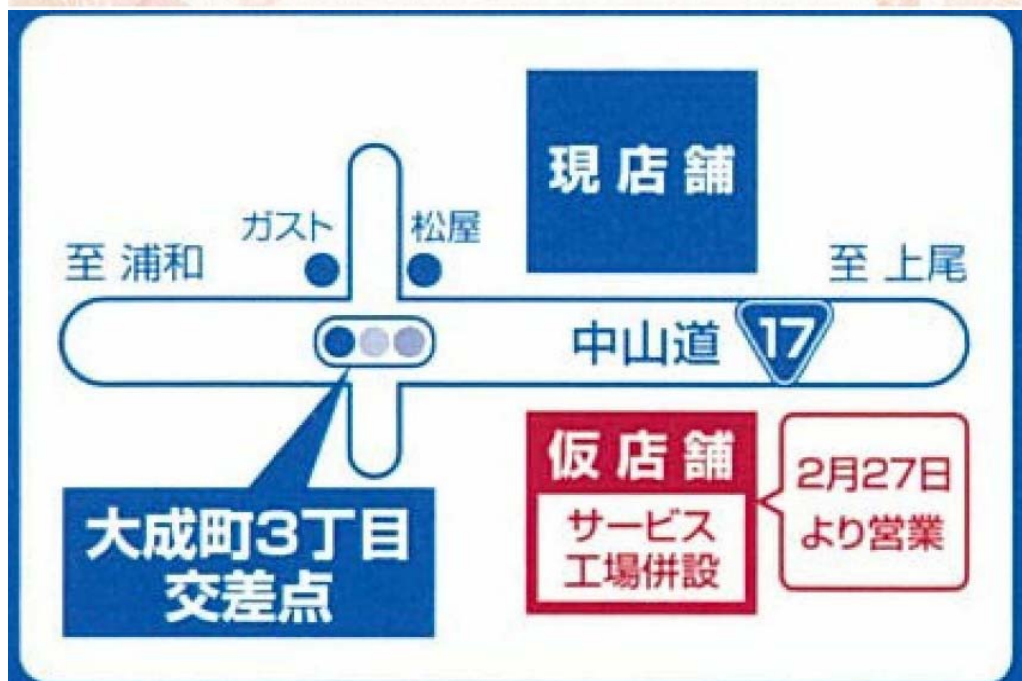 現店舗
ガスト
松屋
至 浦和
至 上尾
中山道
17
仮店舗
サービス
工場併設
2月27日
より営業
大成町3丁目
交差点